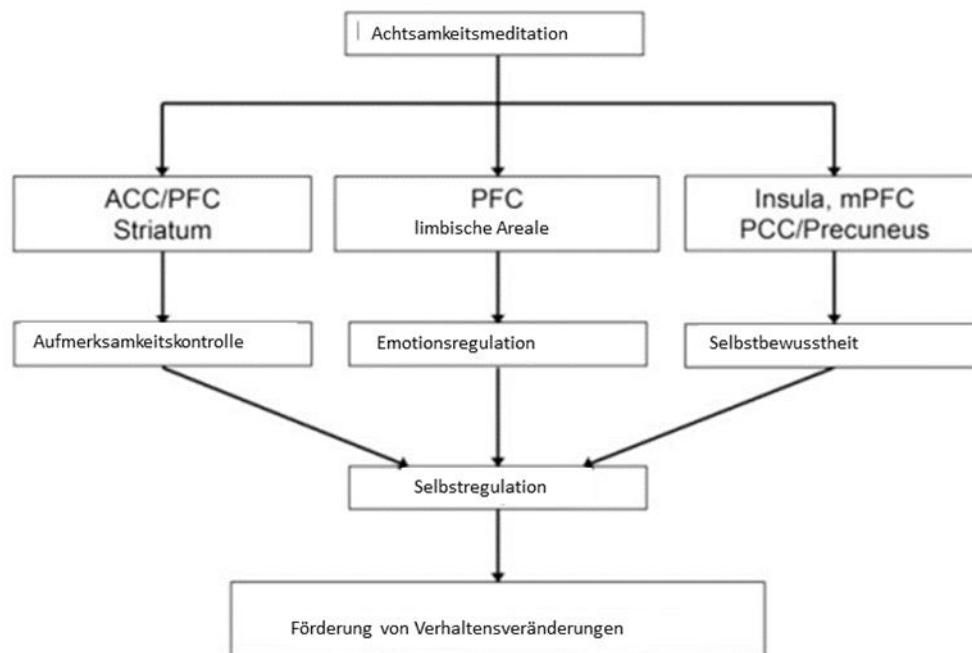 Achtsamkeitsmeditation
ACC/PFC
Striatum
PFC
limbische Areale
Insula, mPFC
PCC/Precuneus
Aufmerksamkeitskontrolle
Emotionsregulation
Selbstbewusstheit
Selbstregulation
Förderung von Verhaltensveränderungen